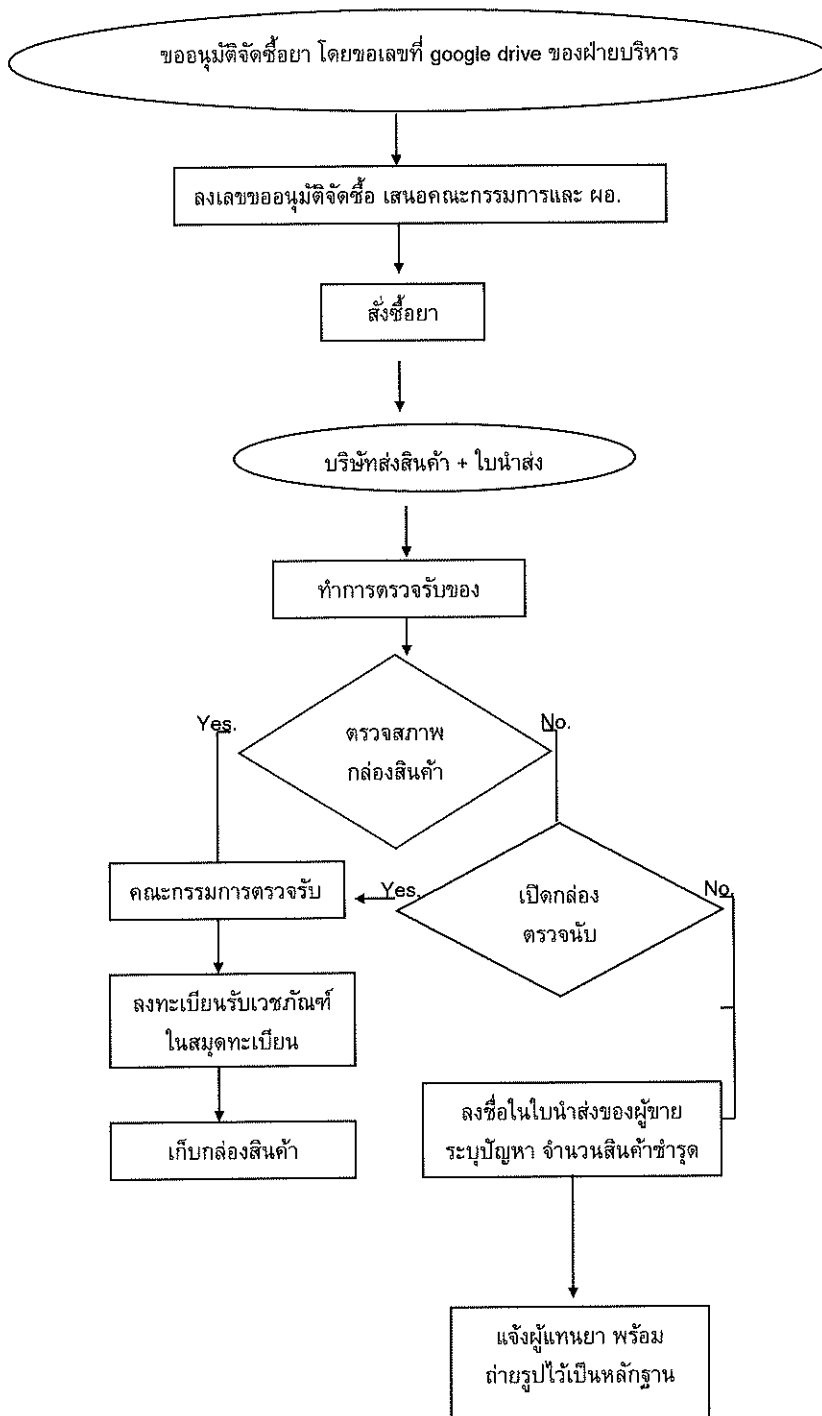 ขออนุมัติจัดซื้อยา โดยขอเลขที่ google drive ของฝ่ายบริหาร
ลงเลขขออนุมัติจัดซื้อ เสนอคณะกรรมการและ ผอ.
สั่งซื้อยา
บริษัทส่งสินค้า + ใบนำส่ง
ทำการตรวจรับของ
Yes.
ตรวจสภาพ
กล่องสินค้า
No.
คณะกรรมการตรวจรับ
Yes.
เปิดกล่อง
ตรวจนับ
No.
ลงทะเบียนรับเวชภัณฑ์
ในสมุดทะเบียน
เก็บกล่องสินค้า
ลงชื่อในใบนำส่งของผู้ขาย
ระบุปัญหา จำนวนสินค้าชำรุด
แจ้งผู้แทนยา พร้อม
ถ่ายรูปไว้เป็นหลักฐาน